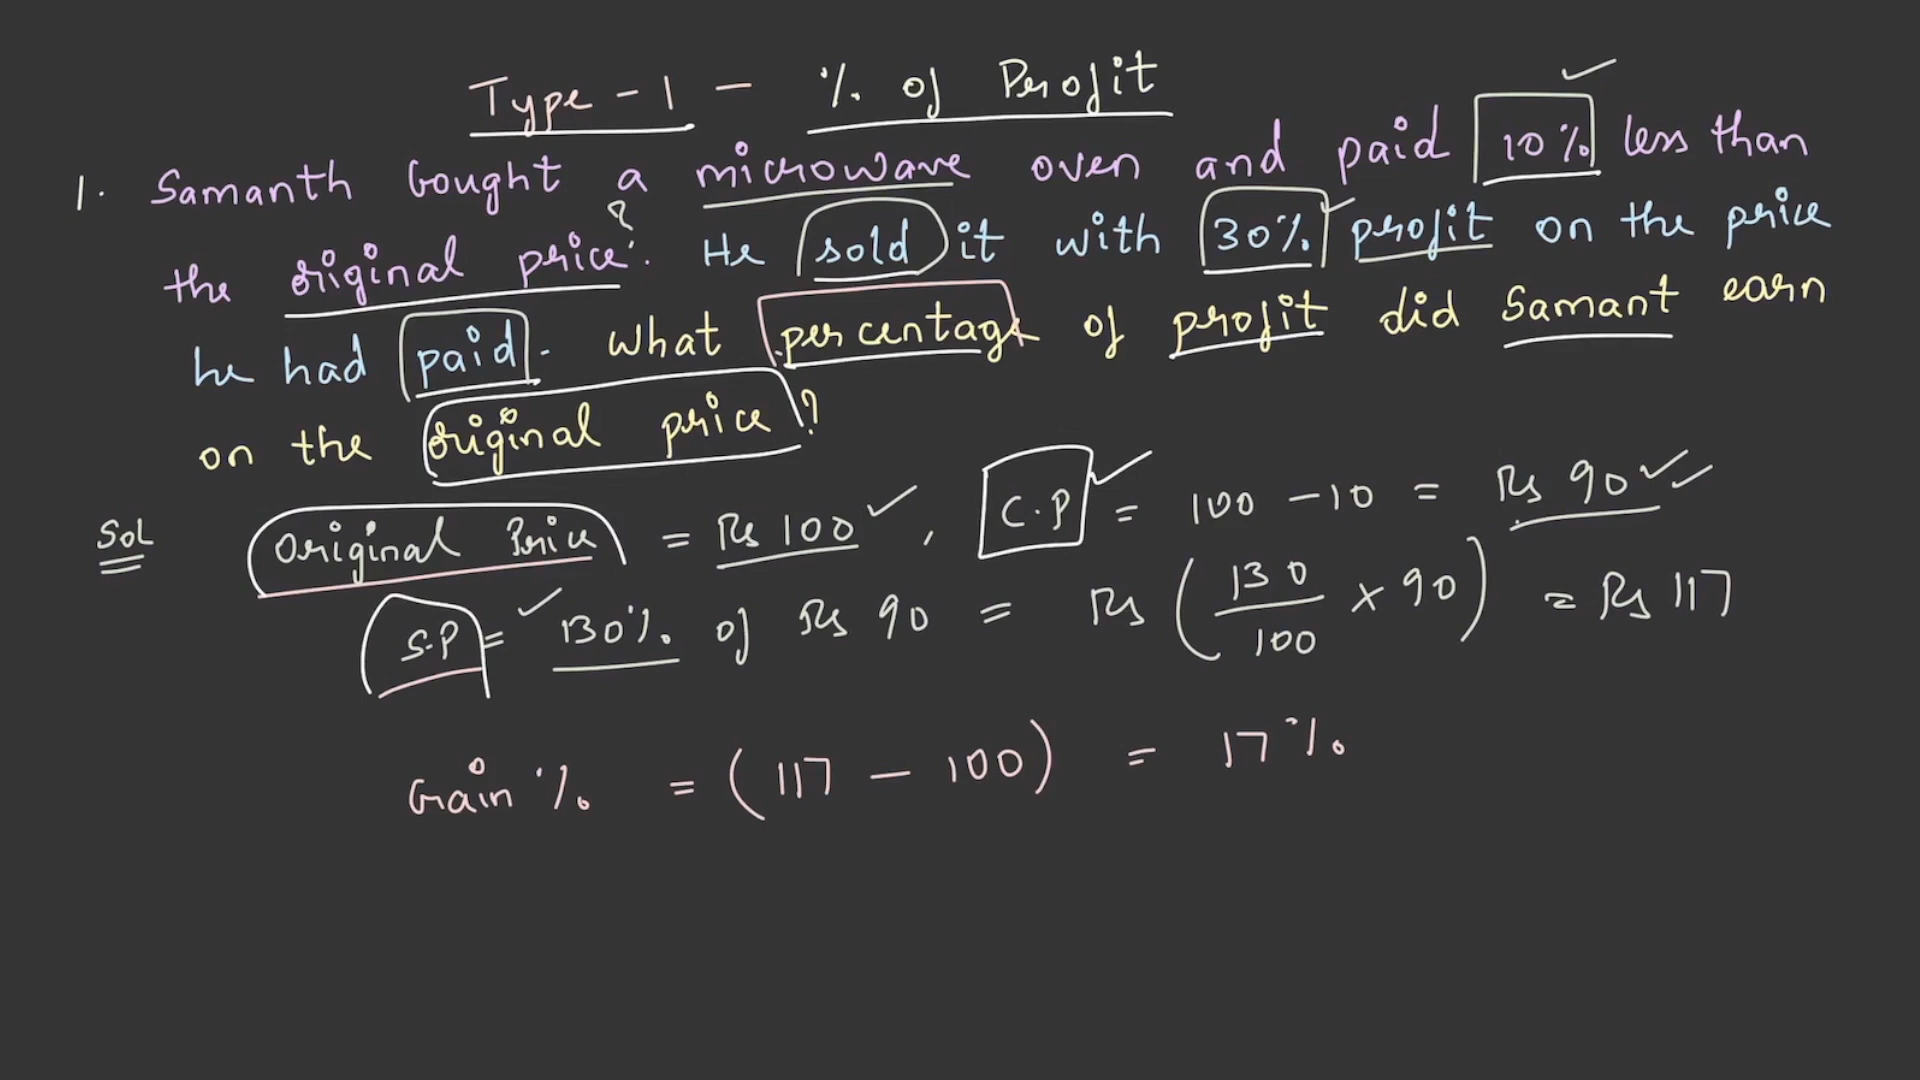 Type - 1 - % of Profit
1. Samanth bought a microwave oven and paid 10% less than
the original price. He sold it with 30% profit on the price
he had paid. What percentage of profit did Samant earn
on the original price?
Sol Original Price = Rs 100, C.P = 100 - 10 = Rs 90
S.P = 130% of Rs 90 = Rs (130/100 × 90) = Rs 117
Gain % = (117 - 100) = 17%